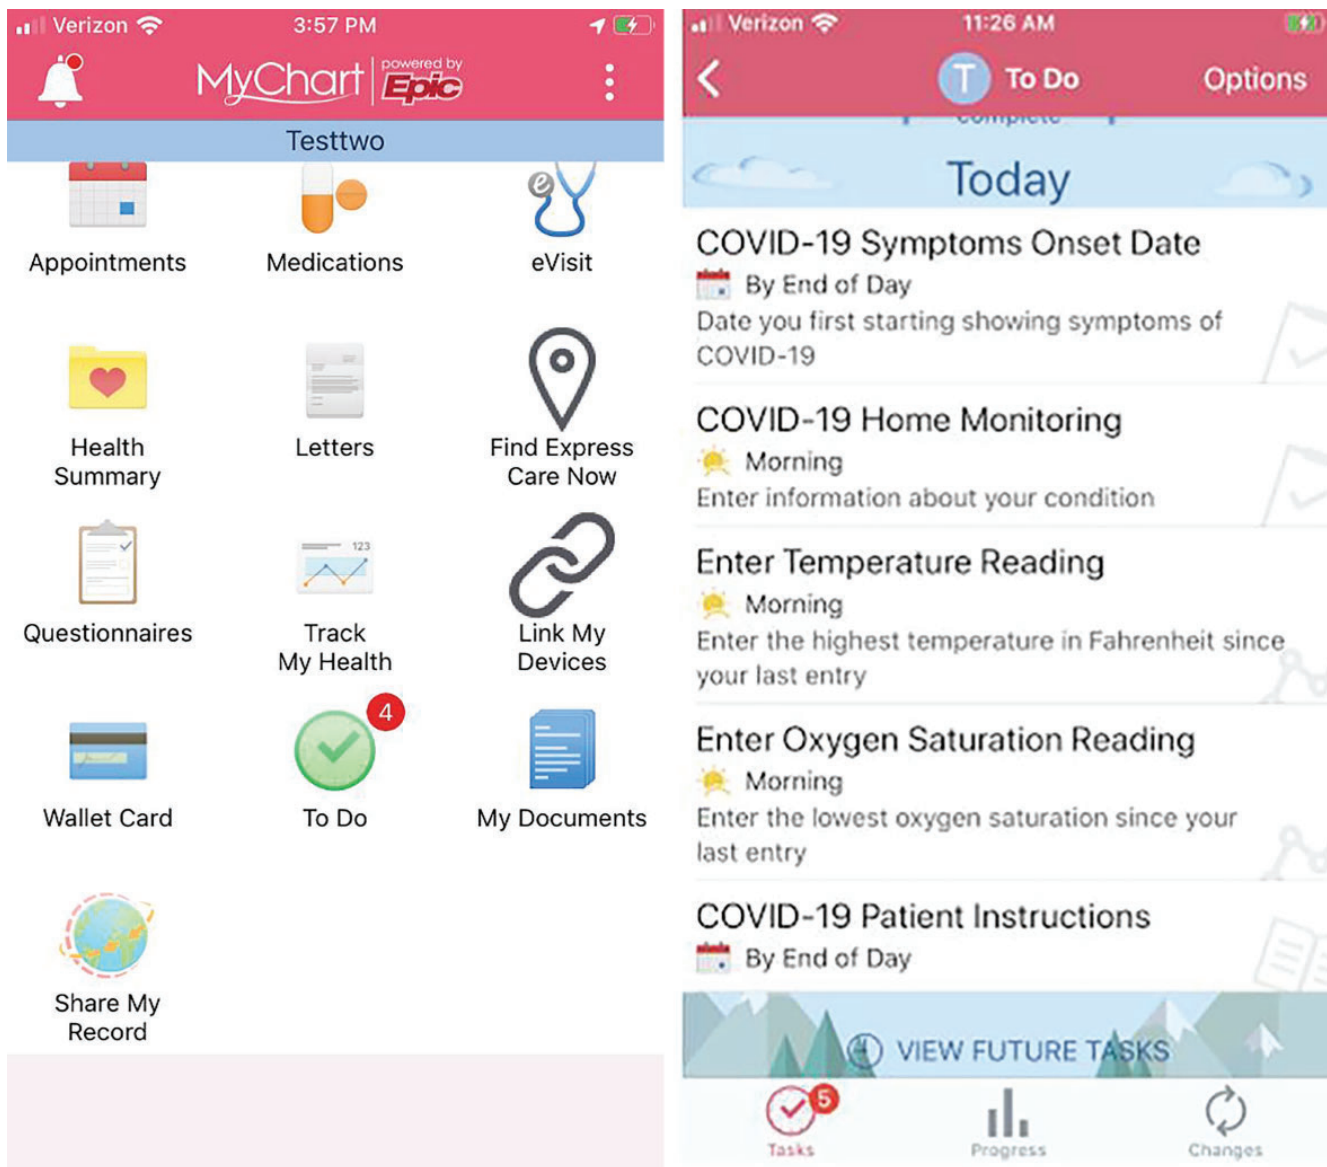 Verizon 3:57 PM
MyChart powered by Epic
Testtwo
Appointments Medications eVisit
Health Summary
Letters
Find Express Care Now
Questionnaires
123
Track My Health
Link My Devices
Wallet Card
4
To Do
My Documents
Share My Record
Verizon 11:26 AM
T To Do Options
complete
Today
COVID-19 Symptoms Onset Date
By End of Day
Date you first starting showing symptoms of
COVID-19
COVID-19 Home Monitoring
Morning
Enter information about your condition
Enter Temperature Reading
Morning
Enter the highest temperature in Fahrenheit since
your last entry
Enter Oxygen Saturation Reading
Morning
Enter the lowest oxygen saturation since your
last entry
COVID-19 Patient Instructions
By End of Day
VIEW FUTURE TASKS
5
Tasks Progress Changes